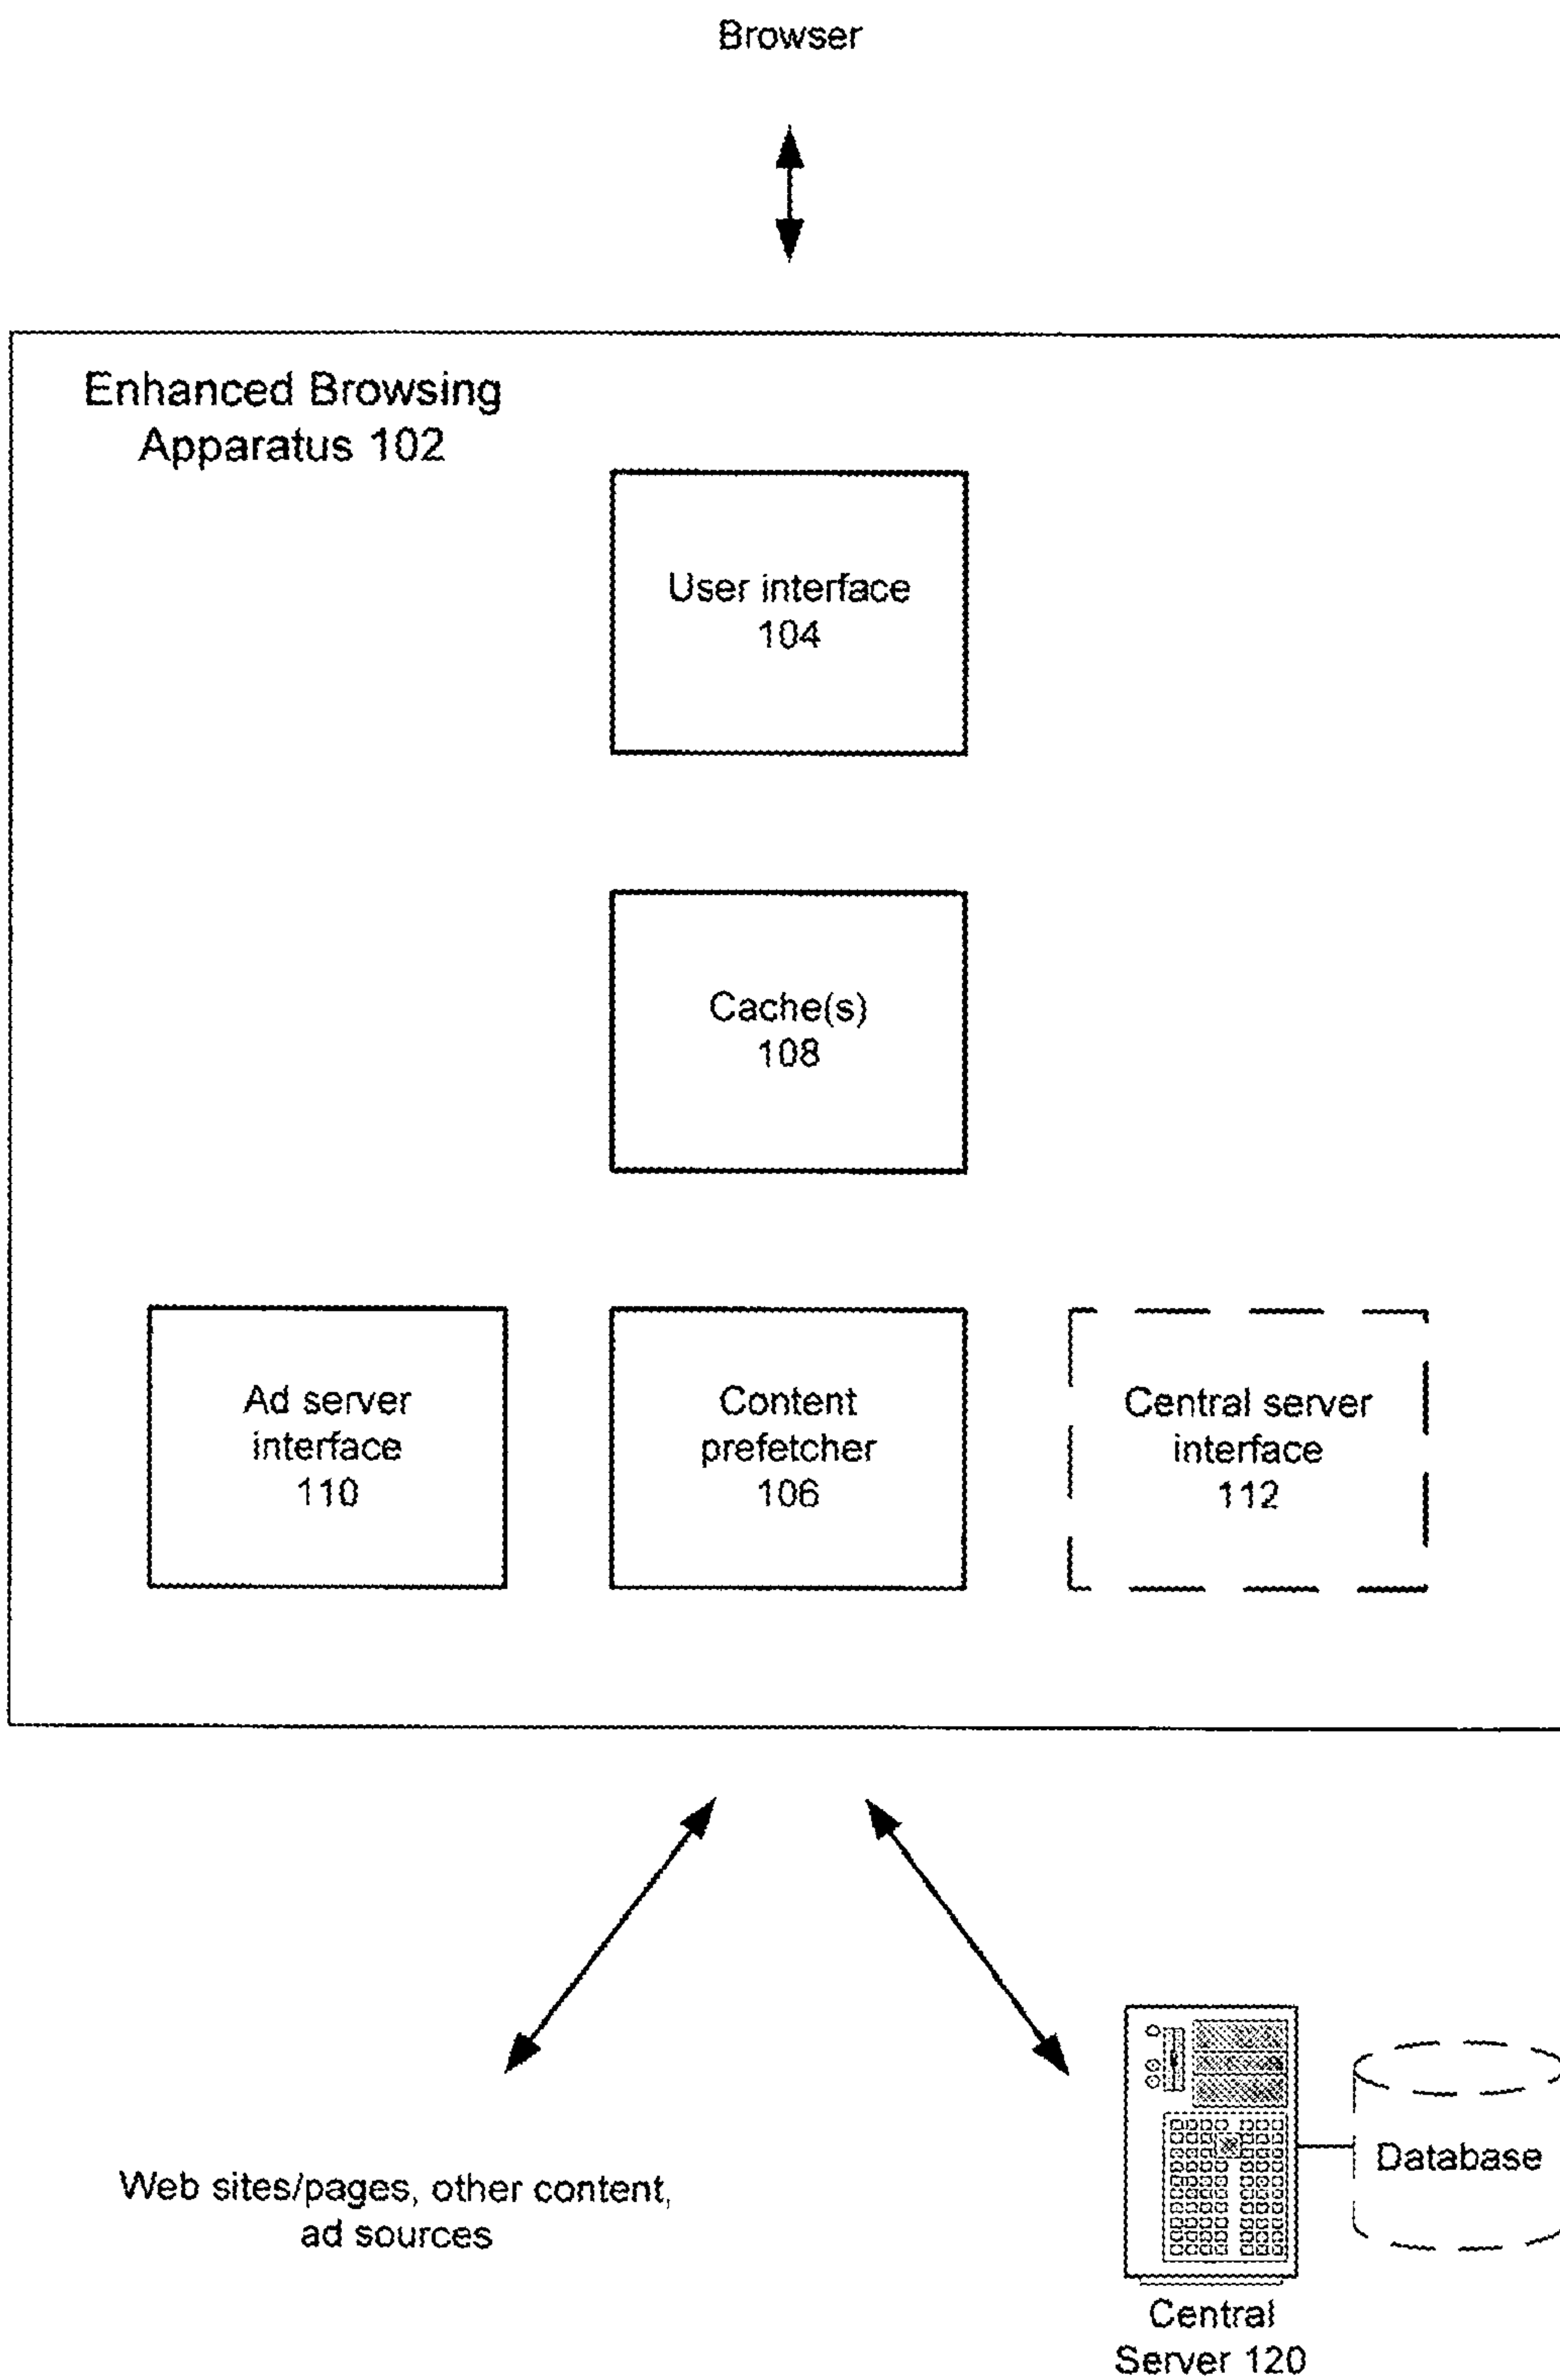 Browser
Enhanced Browsing
Apparatus 102
User interface
104
Cache(s)
108
Ad server
interface
110
Content
prefetcher
106
Central server
interface
112
Web sites/pages, other content,
ad sources
Database
Central
Server 120